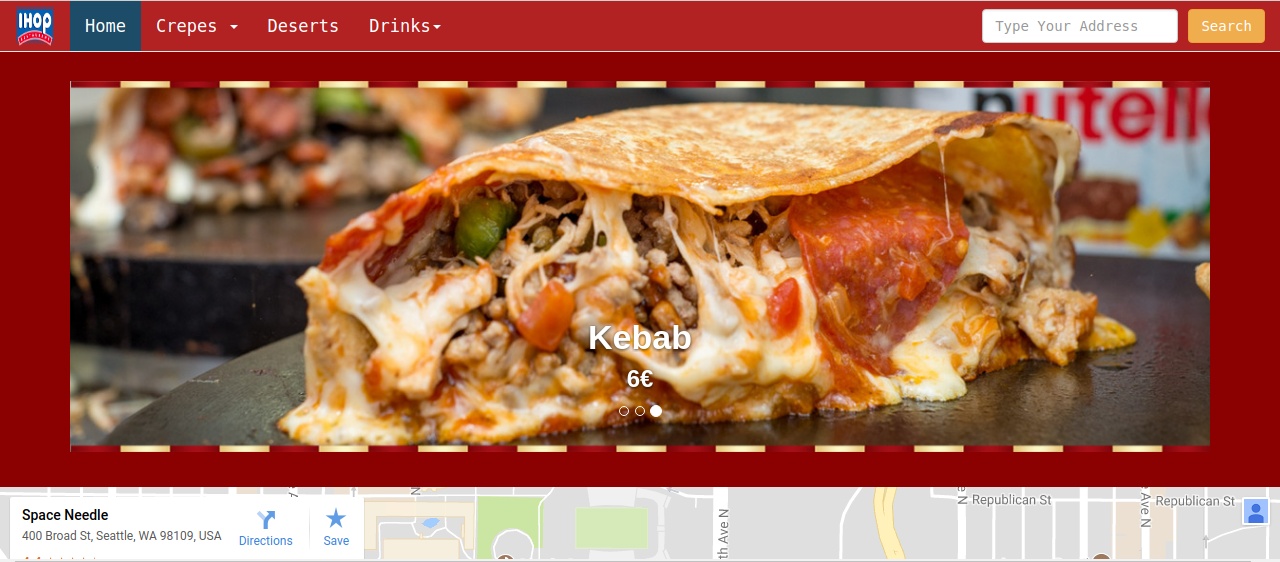 IHOP
Home
Crepes
Deserts
Drinks
Type Your Address
Search
nutell
Kebab
6€
Space Needle
400 Broad St, Seattle, WA 98109, USA
Directions
Save
Republican St
Republican St
th Ave N
Ave N